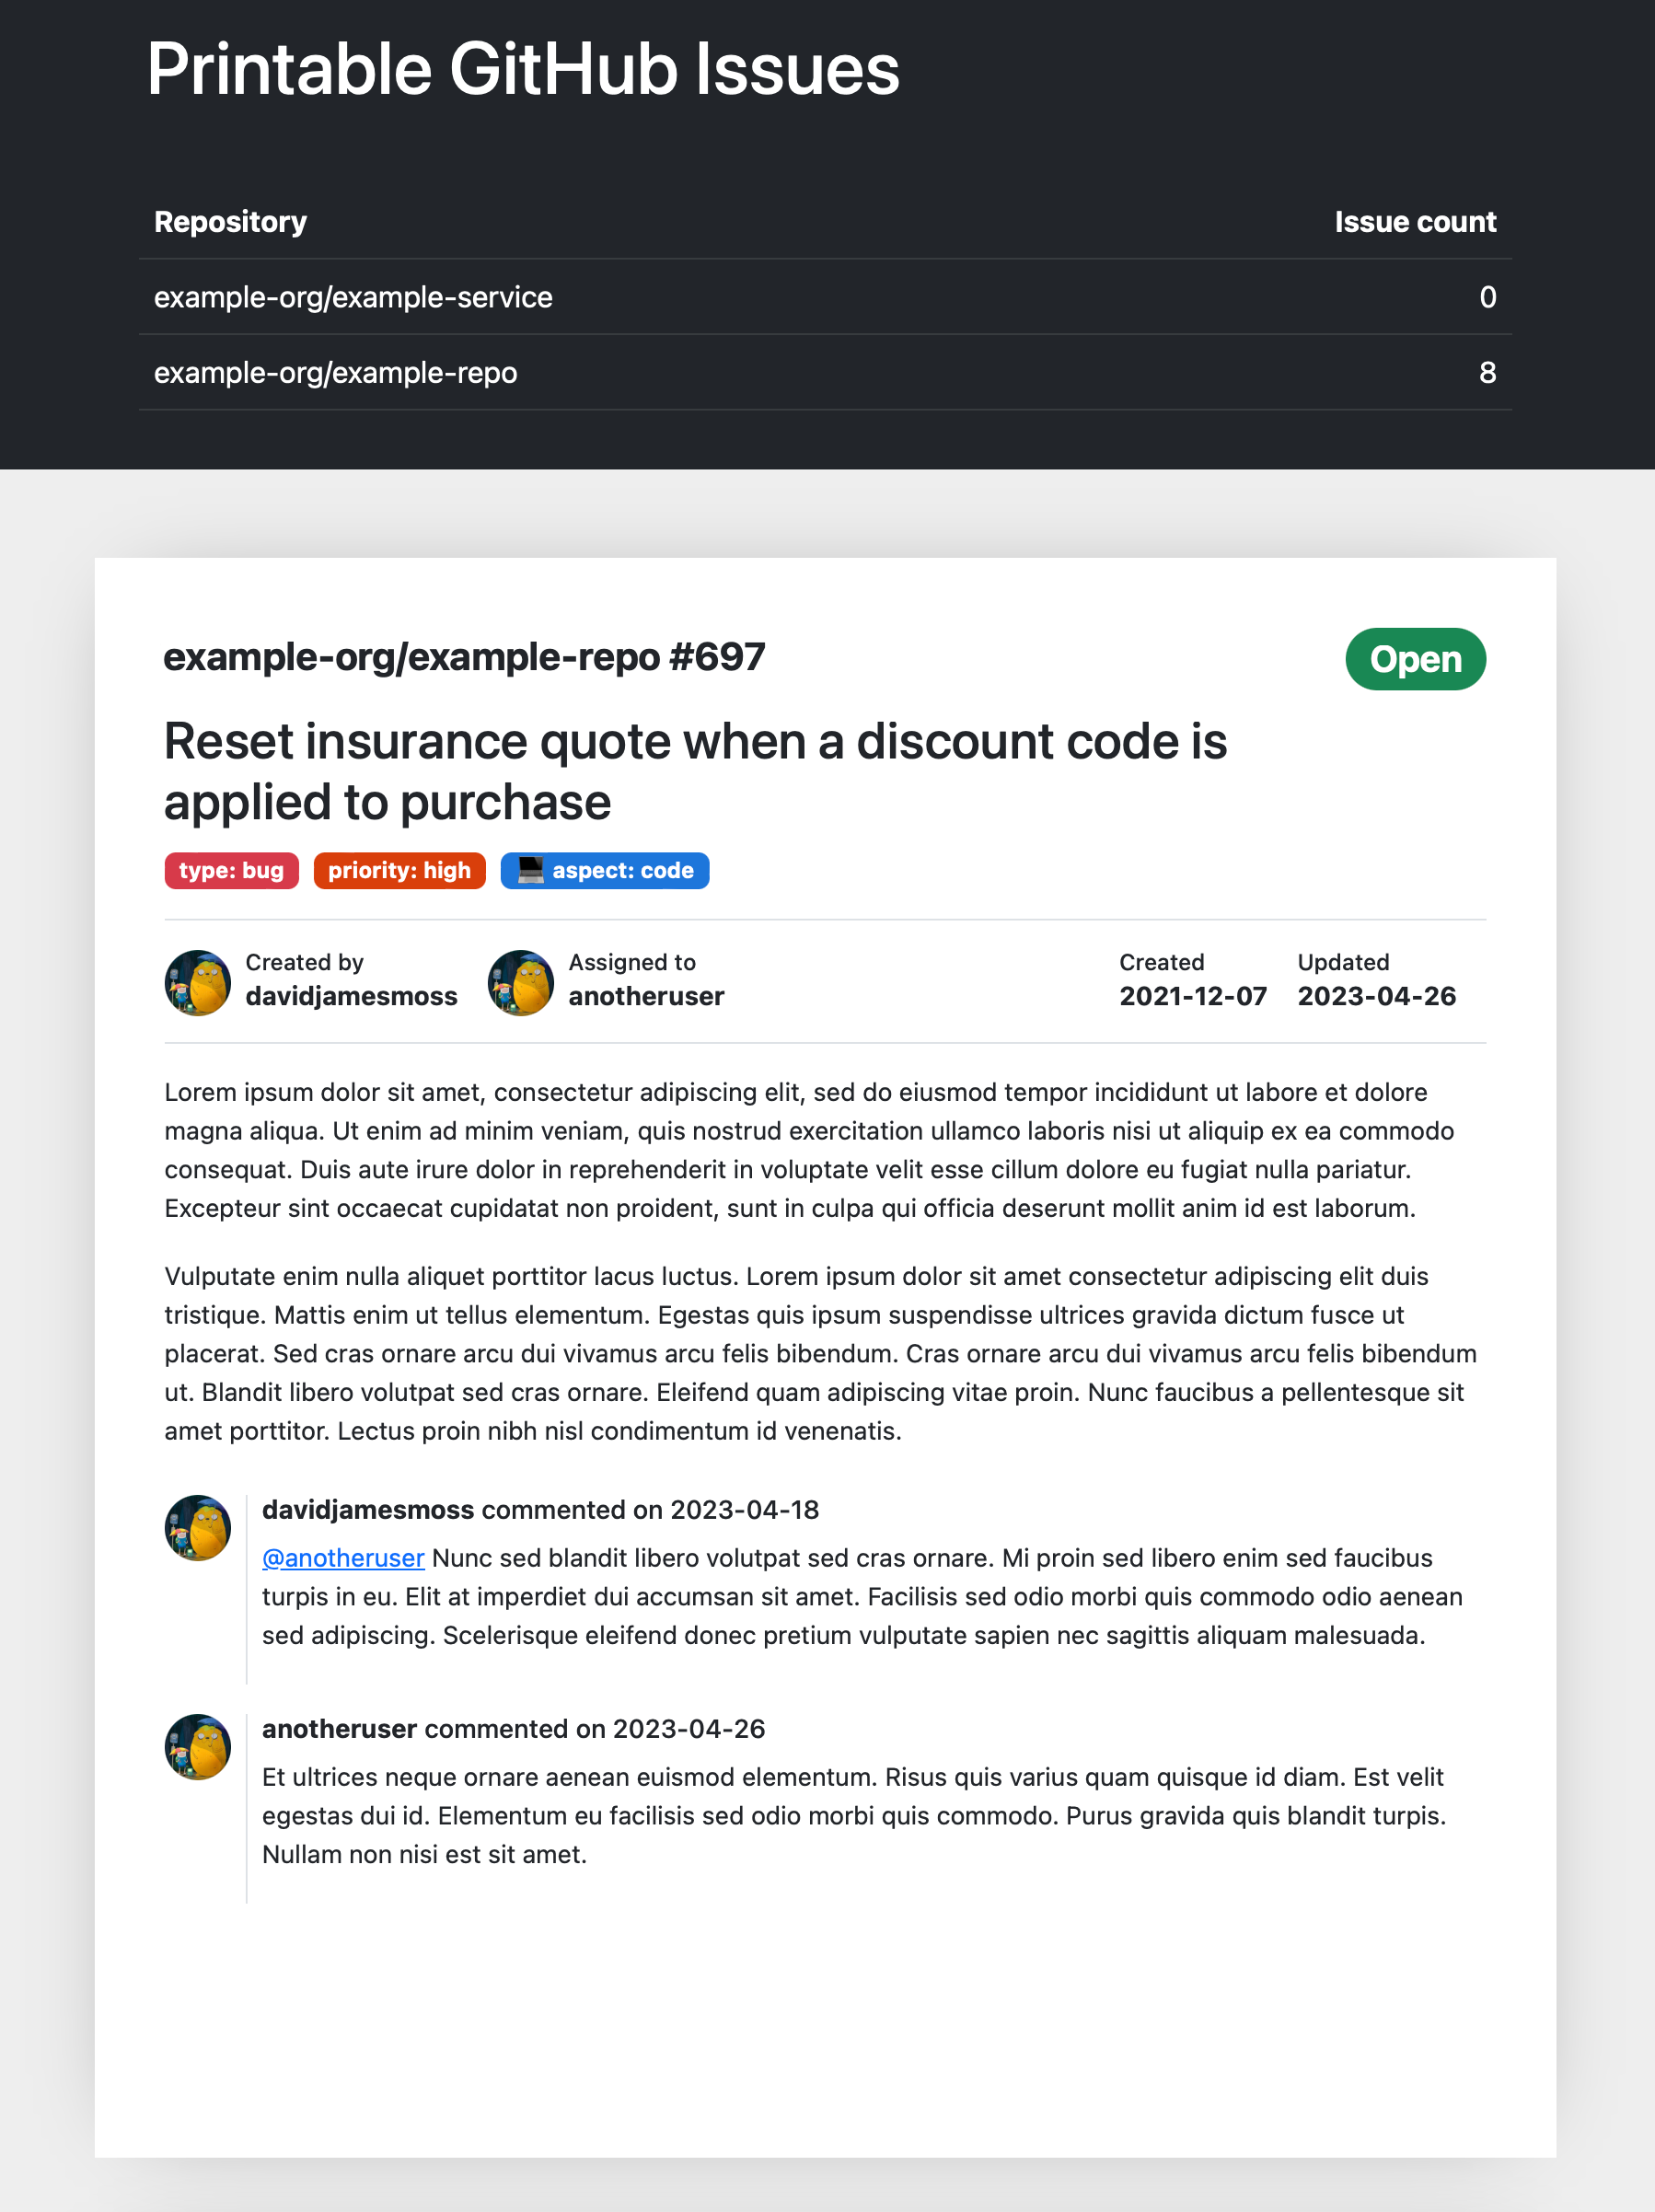 Printable GitHub Issues
Repository Issue count
example-org/example-service 0
example-org/example-repo 8
example-org/example-repo #697 Open
Reset insurance quote when a discount code is
applied to purchase
type: bug priority: high 💻 aspect: code
Created by Assigned to Created Updated
davidjamesmoss anotheruser 2021-12-07 2023-04-26
Lorem ipsum dolor sit amet, consectetur adipiscing elit, sed do eiusmod tempor incididunt ut labore et dolore
magna aliqua. Ut enim ad minim veniam, quis nostrud exercitation ullamco laboris nisi ut aliquip ex ea commodo
consequat. Duis aute irure dolor in reprehenderit in voluptate velit esse cillum dolore eu fugiat nulla pariatur.
Excepteur sint occaecat cupidatat non proident, sunt in culpa qui officia deserunt mollit anim id est laborum.
Vulputate enim nulla aliquet porttitor lacus luctus. Lorem ipsum dolor sit amet consectetur adipiscing elit duis
tristique. Mattis enim ut tellus elementum. Egestas quis ipsum suspendisse ultrices gravida dictum fusce ut
placerat. Sed cras ornare arcu dui vivamus arcu felis bibendum. Cras ornare arcu dui vivamus arcu felis bibendum
ut. Blandit libero volutpat sed cras ornare. Eleifend quam adipiscing vitae proin. Nunc faucibus a pellentesque sit
amet porttitor. Lectus proin nibh nisl condimentum id venenatis.
davidjamesmoss commented on 2023-04-18
@anotheruser Nunc sed blandit libero volutpat sed cras ornare. Mi proin sed libero enim sed faucibus
turpis in eu. Elit at imperdiet dui accumsan sit amet. Facilisis sed odio morbi quis commodo odio aenean
sed adipiscing. Scelerisque eleifend donec pretium vulputate sapien nec sagittis aliquam malesuada.
anotheruser commented on 2023-04-26
Et ultrices neque ornare aenean euismod elementum. Risus quis varius quam quisque id diam. Est velit
egestas dui id. Elementum eu facilisis sed odio morbi quis commodo. Purus gravida quis blandit turpis.
Nullam non nisi est sit amet.